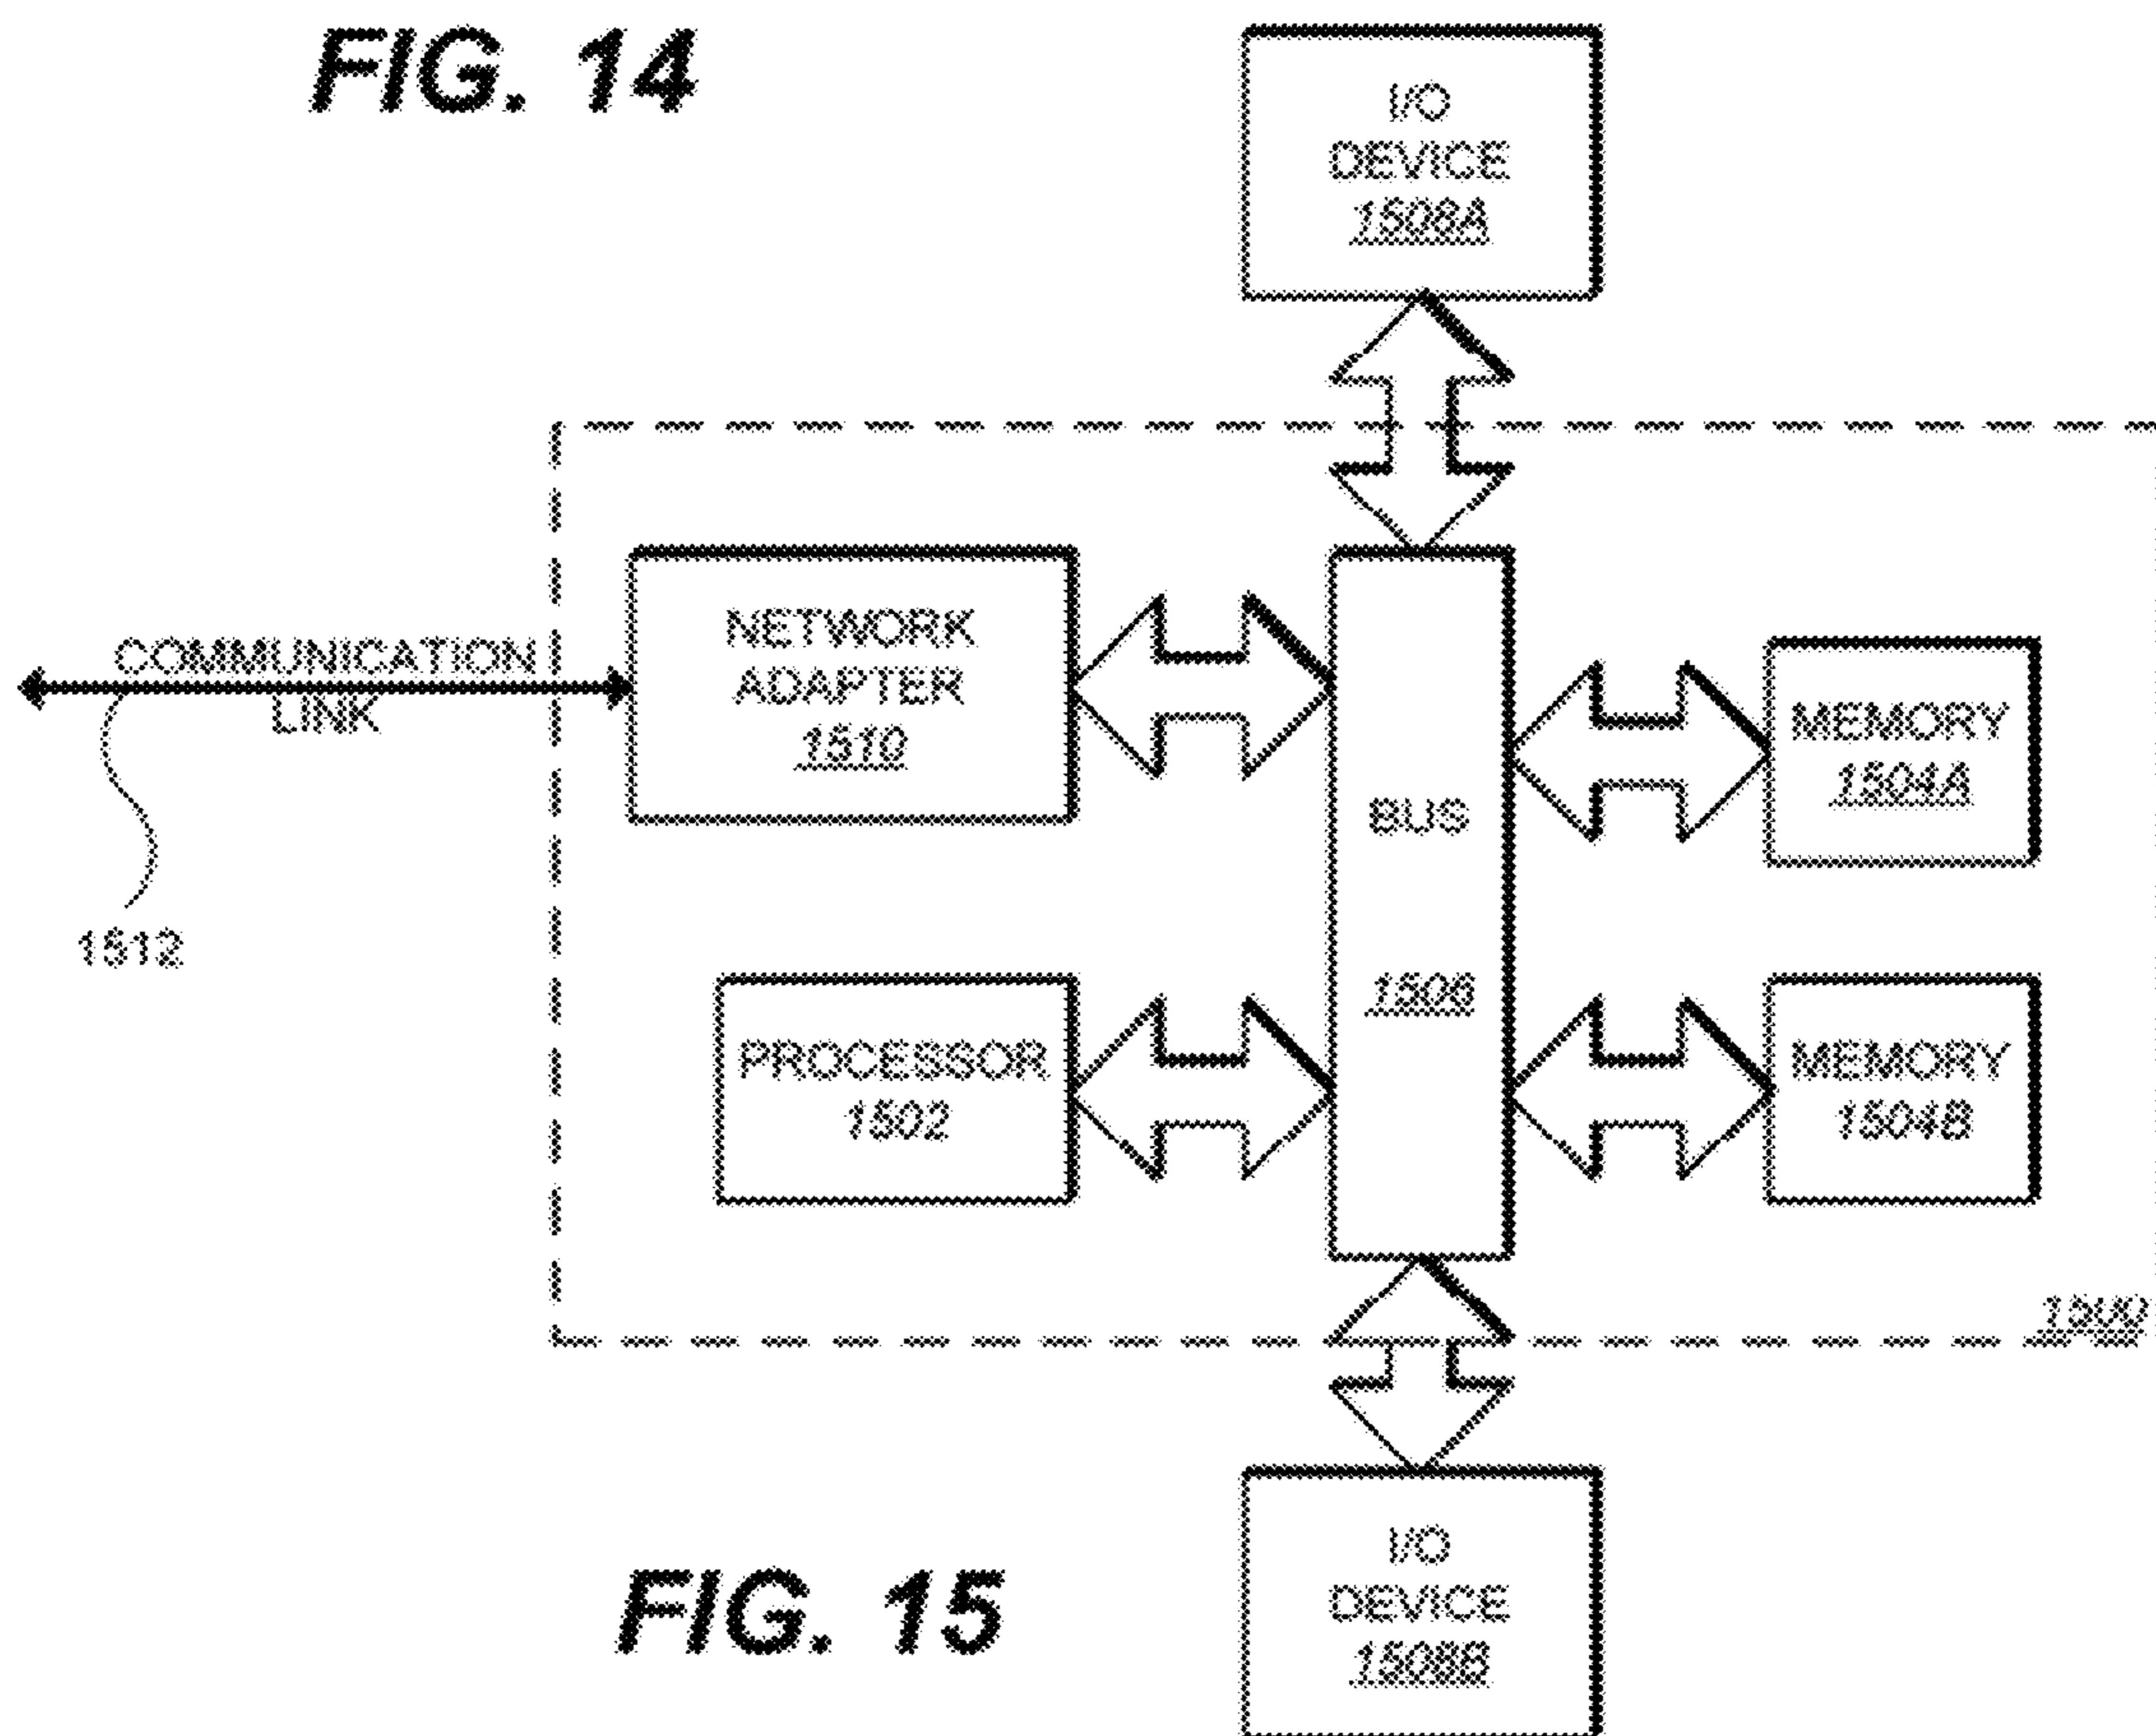 FIG. 14
I/O
DEVICE
1508A
COMMUNICATION
LINK
1512
NETWORK
ADAPTER
1510
BUS
1506
MEMORY
1504A
PROCESSOR
1502
MEMORY
1504B
1500
FIG. 15
I/O
DEVICE
1508B